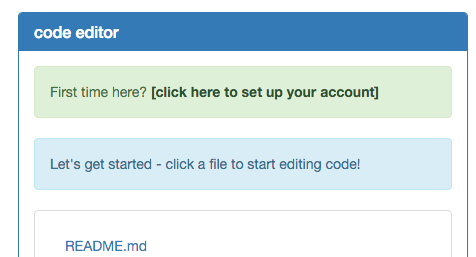 code editor
First time here? [click here to set up your account]
Let's get started - click a file to start editing code!
README.md